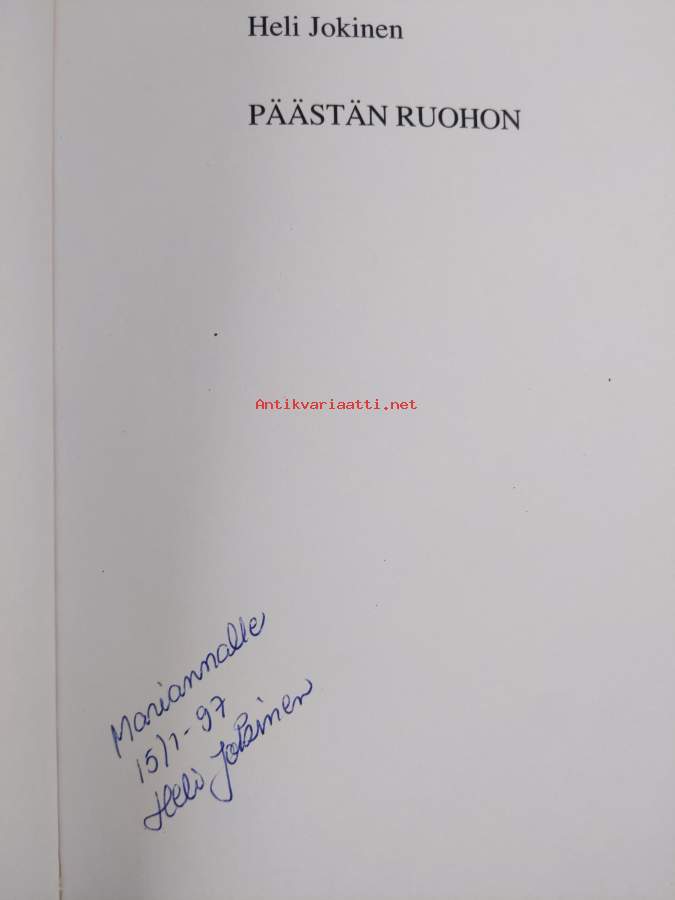 Heli Jokinen
PÄÄSTÄN RUOHON
Antikvariaatti.net
Mariannalle
15/1-97
Heli Jokinen